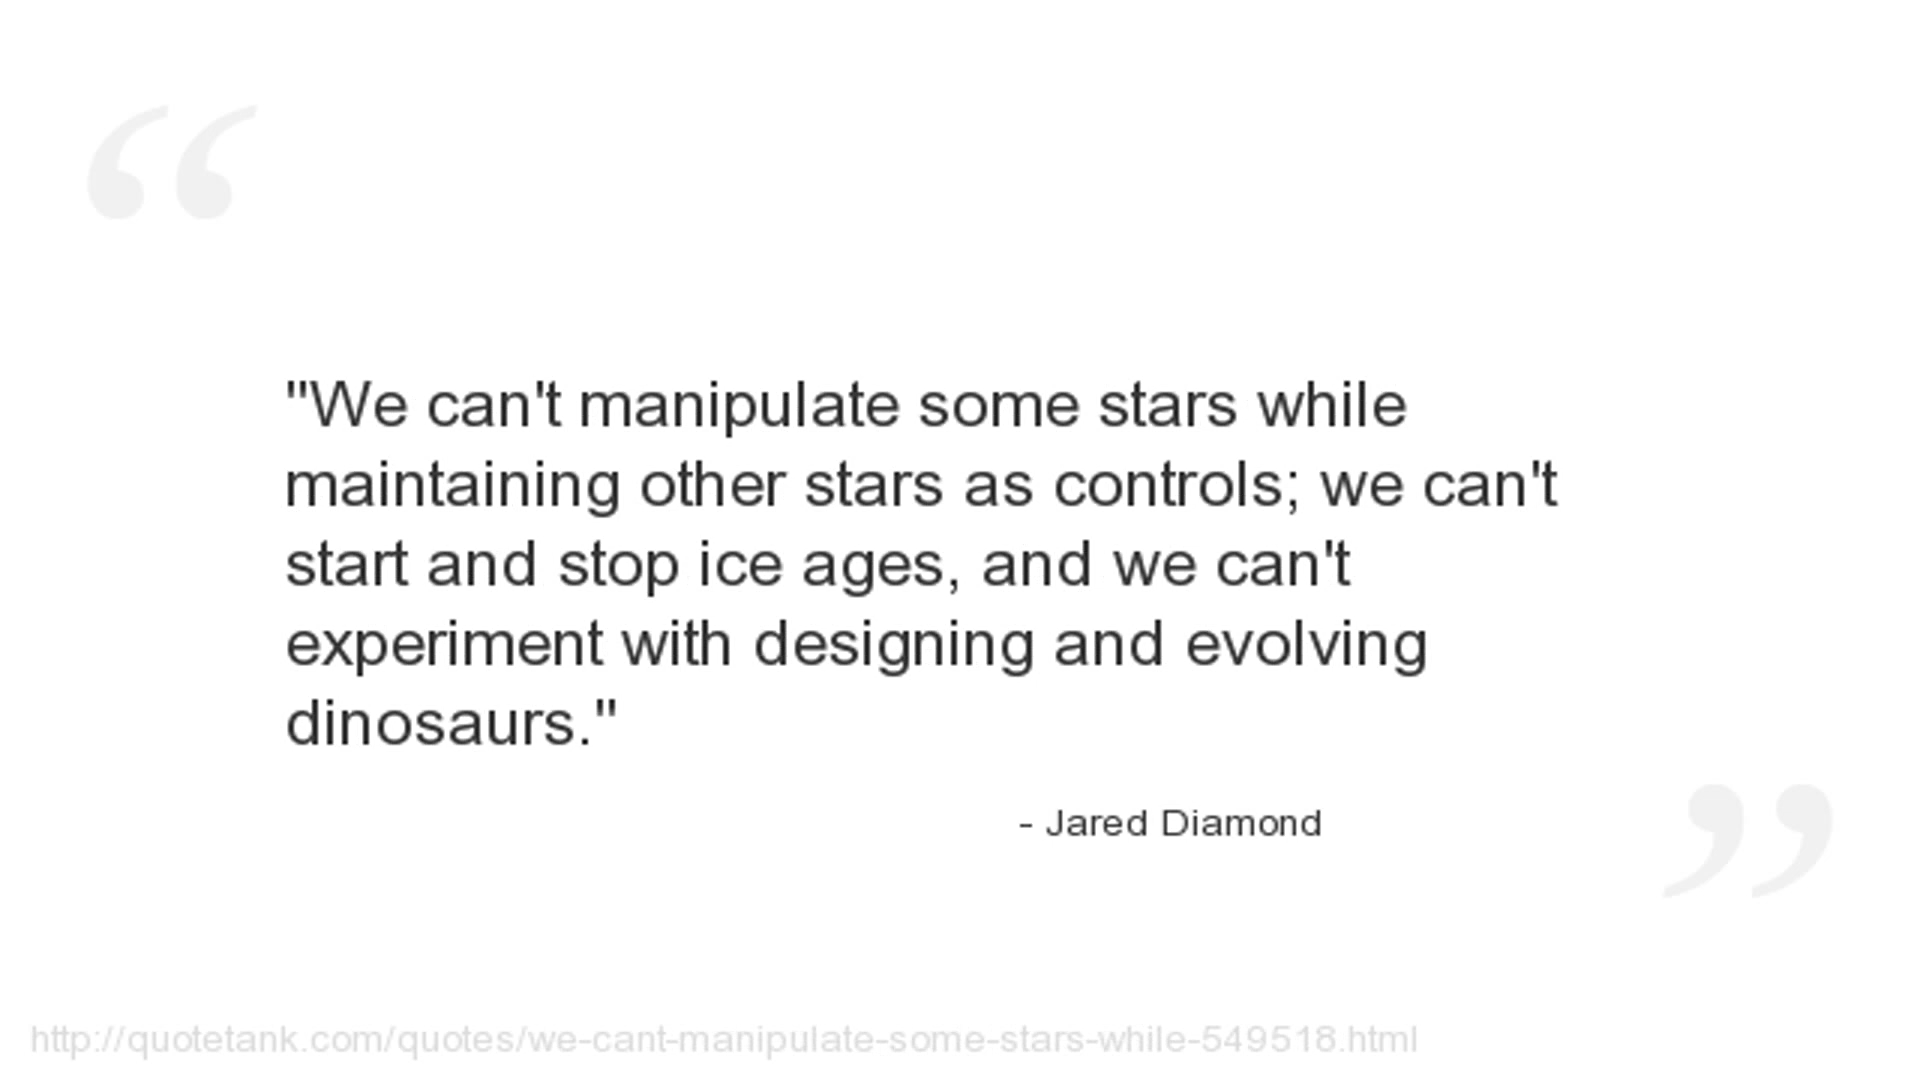 "We can't manipulate some stars while
maintaining other stars as controls; we can't
start and stop ice ages, and we can't
experiment with designing and evolving
dinosaurs."
- Jared Diamond
http://quotetank.com/quotes/we-cant-manipulate-some-stars-while-549518.html